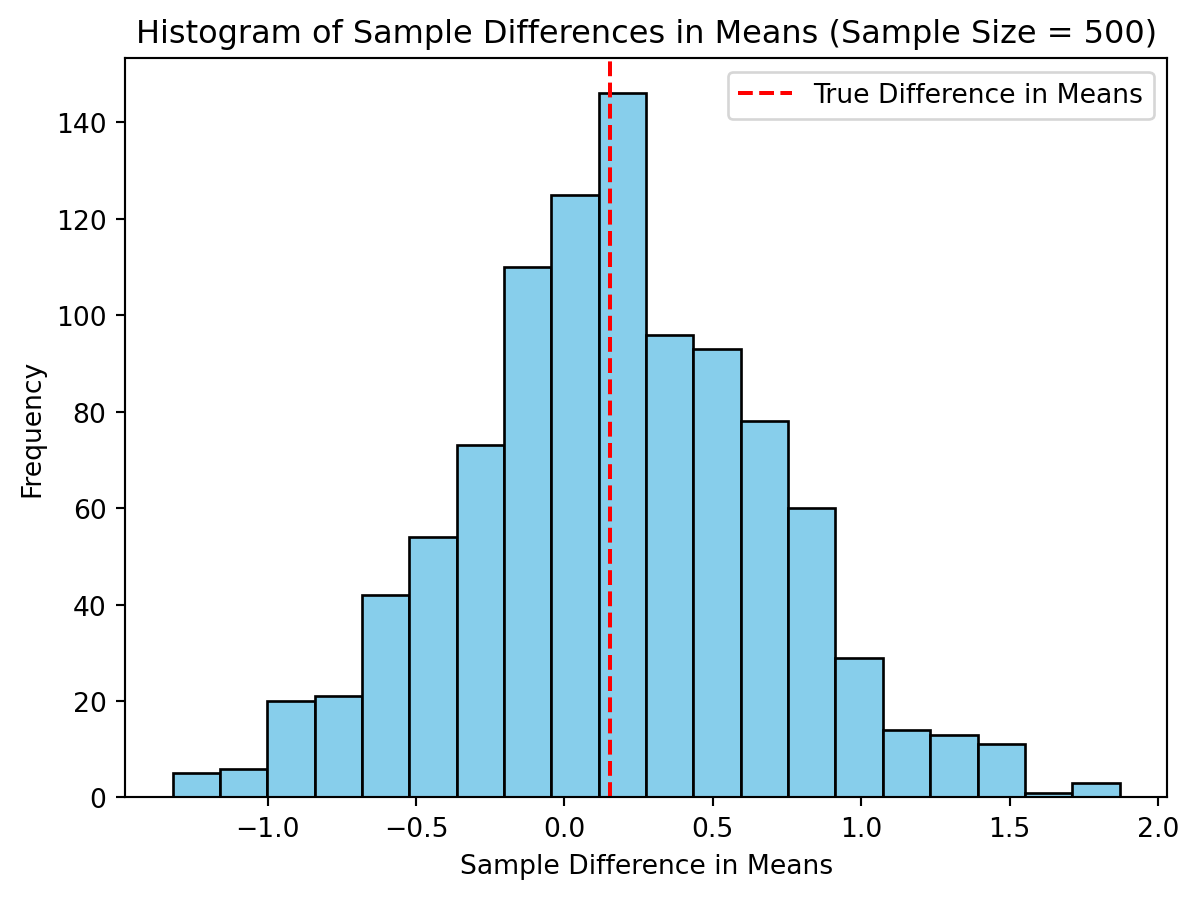 Histogram of Sample Differences in Means (Sample Size = 500)
True Difference in Means
140
120
100
80
60
40
20
0
Frequency
−1.0 −0.5 0.0 0.5 1.0 1.5 2.0
Sample Difference in Means